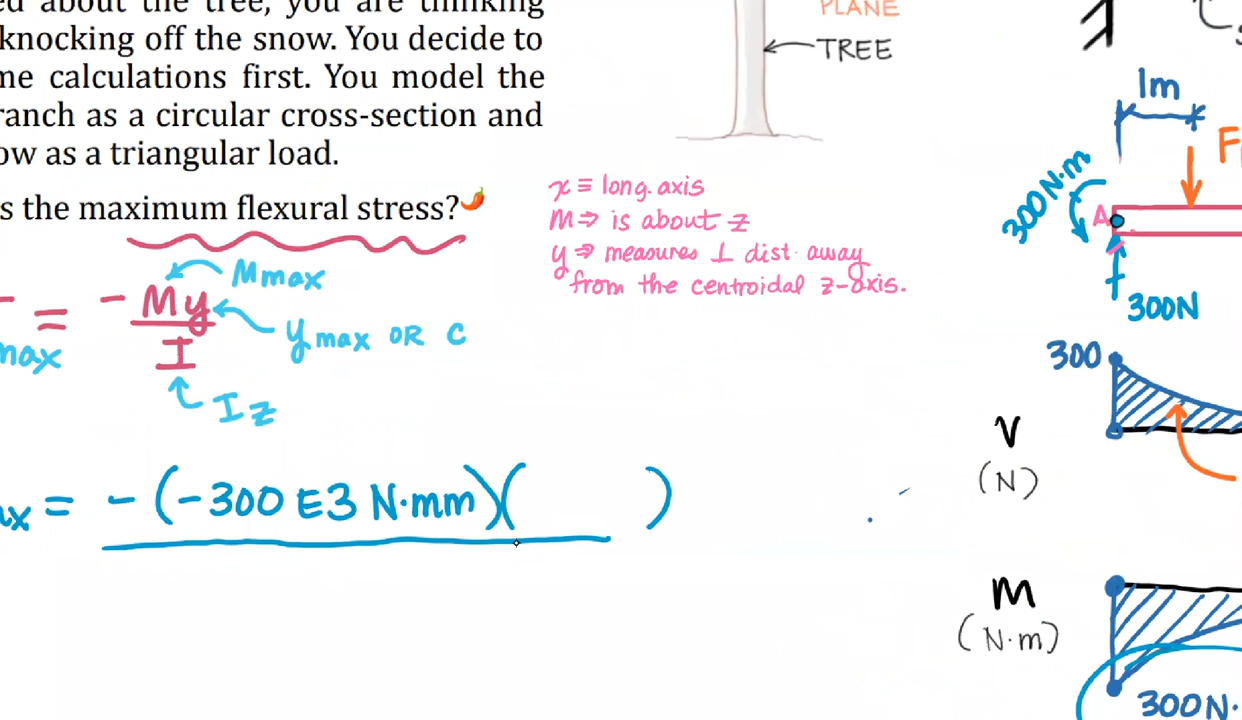 ed about the tree, you are thinking
knocking off the snow. You decide to
me calculations first. You model the
ranch as a circular cross-section and
ow as a triangular load.
s the maximum flexural stress?
PLANE
TREE
x ≡ long. axis
M ⇒ is about z
y ⇒ measures ⊥ dist. away
from the centroidal z-axis.
max = - My / I
Mmax
ymax OR c
Iz
ax = -(-300 E3 N·mm)( )
1m
F
300N·m
A
300N
300
V
(N)
M
(N·m)
300N·